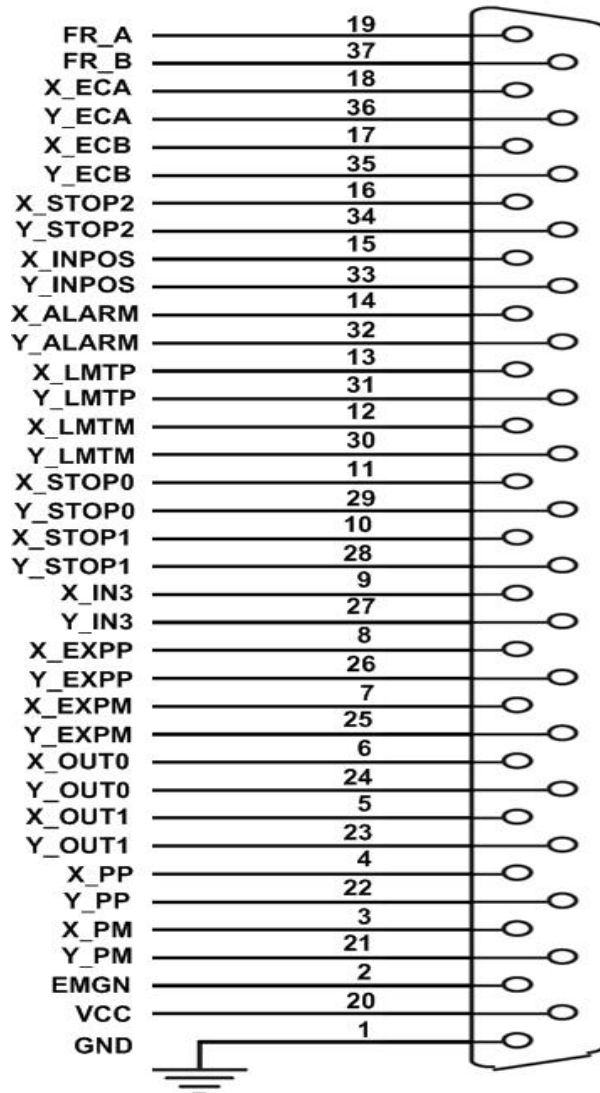 FR_A 19
FR_B 37
X_ECA 18
Y_ECA 36
X_ECB 17
Y_ECB 35
X_STOP2 16
Y_STOP2 34
X_INPOS 15
Y_INPOS 33
X_ALARM 14
Y_ALARM 32
X_LMTP 13
Y_LMTP 31
X_LMTM 12
Y_LMTM 30
X_STOP0 11
Y_STOP0 29
X_STOP1 10
Y_STOP1 28
X_IN3 9
Y_IN3 27
X_EXPP 8
Y_EXPP 26
X_EXPM 7
Y_EXPM 25
X_OUT0 6
Y_OUT0 24
X_OUT1 5
Y_OUT1 23
X_PP 4
Y_PP 22
X_PM 3
Y_PM 21
EMGN 2
VCC 20
GND 1